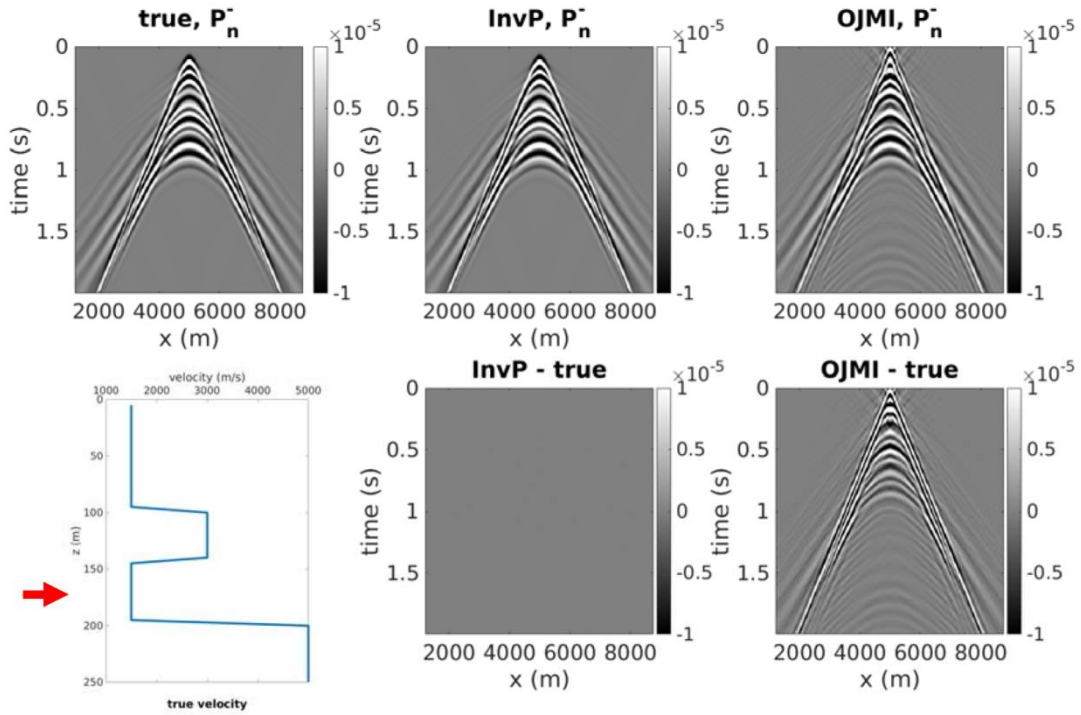 true, P_n^-
×10^-5
0
0.5
1
1.5
time (s)
2000 4000 6000 8000
x (m)
1
0.5
0
-0.5
-1
InvP, P_n^-
×10^-5
0
0.5
1
1.5
time (s)
2000 4000 6000 8000
x (m)
1
0.5
0
-0.5
-1
OJMI, P_n^-
×10^-5
0
0.5
1
1.5
time (s)
2000 4000 6000 8000
x (m)
1
0.5
0
-0.5
-1
velocity (m/s)
1000 2000 3000 4000 5000
0
50
100
150
200
250
z (m)
true velocity
InvP - true
×10^-5
0
0.5
1
1.5
time (s)
2000 4000 6000 8000
x (m)
1
0.5
0
-0.5
-1
OJMI - true
×10^-5
0
0.5
1
1.5
time (s)
2000 4000 6000 8000
x (m)
1
0.5
0
-0.5
-1